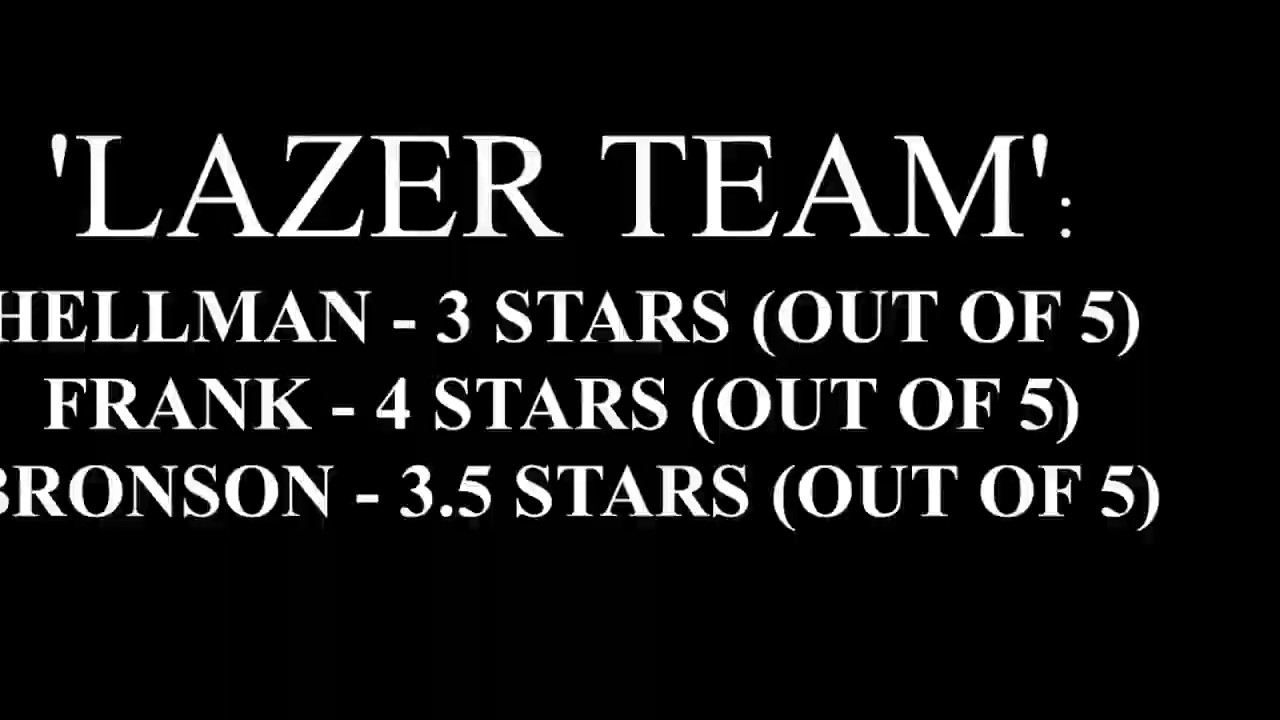 'LAZER TEAM':
HELLMAN - 3 STARS (OUT OF 5)
FRANK - 4 STARS (OUT OF 5)
BRONSON - 3.5 STARS (OUT OF 5)